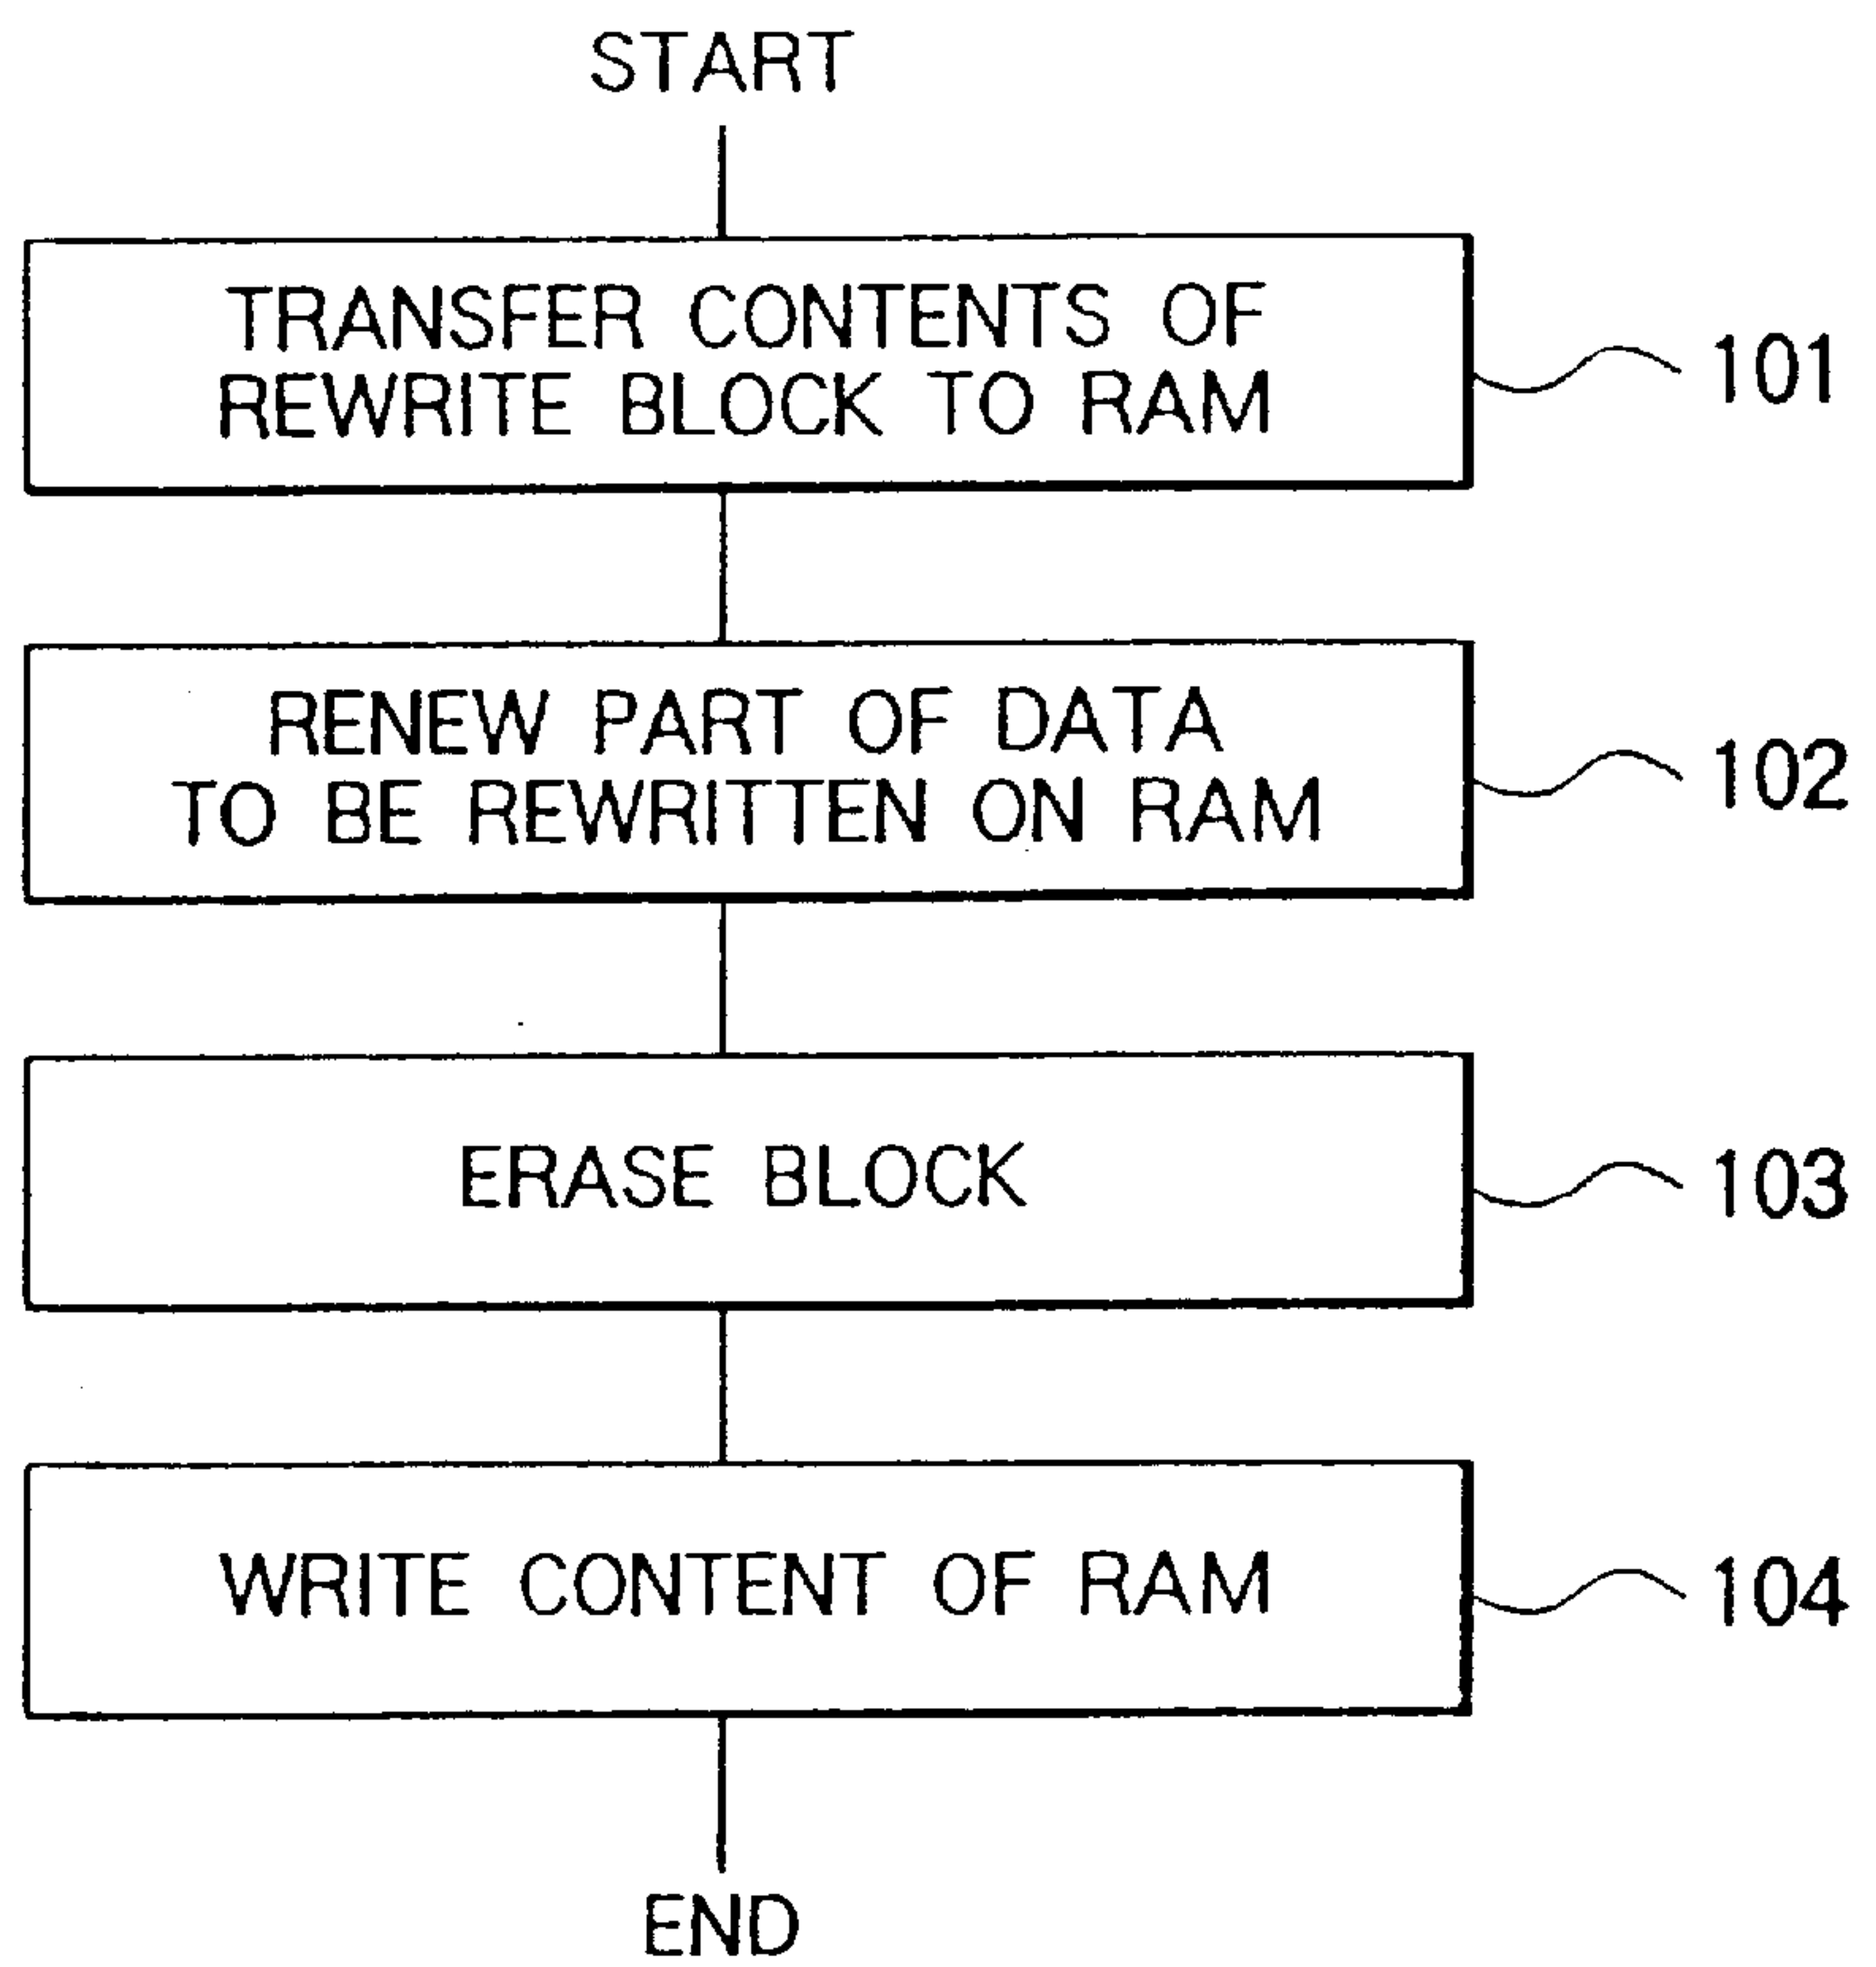 START
TRANSFER CONTENTS OF
REWRITE BLOCK TO RAM
101
RENEW PART OF DATA
TO BE REWRITTEN ON RAM
102
ERASE BLOCK
103
WRITE CONTENT OF RAM
104
END